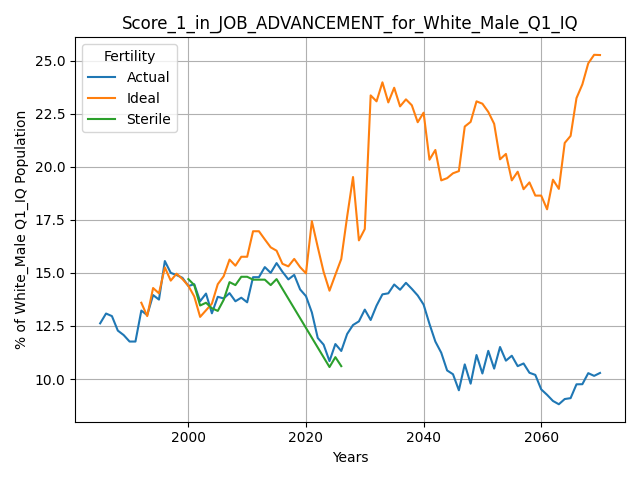 Score_1_in_JOB_ADVANCEMENT_for_White_Male_Q1_IQ
Fertility
Actual
Ideal
Sterile
25.0
22.5
20.0
17.5
15.0
12.5
10.0
% of White_Male Q1_IQ Population
2000
2020
2040
2060
Years